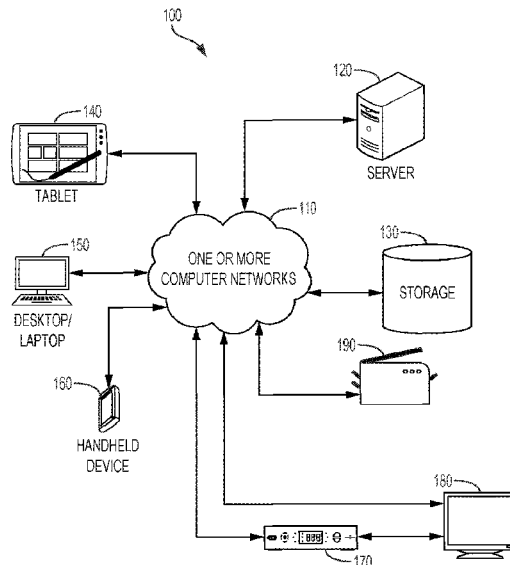 100
120
140
SERVER
TABLET
110
150
ONE OR MORE
COMPUTER NETWORKS
130
STORAGE
DESKTOP/
LAPTOP
190
160
HANDHELD
DEVICE
180
170